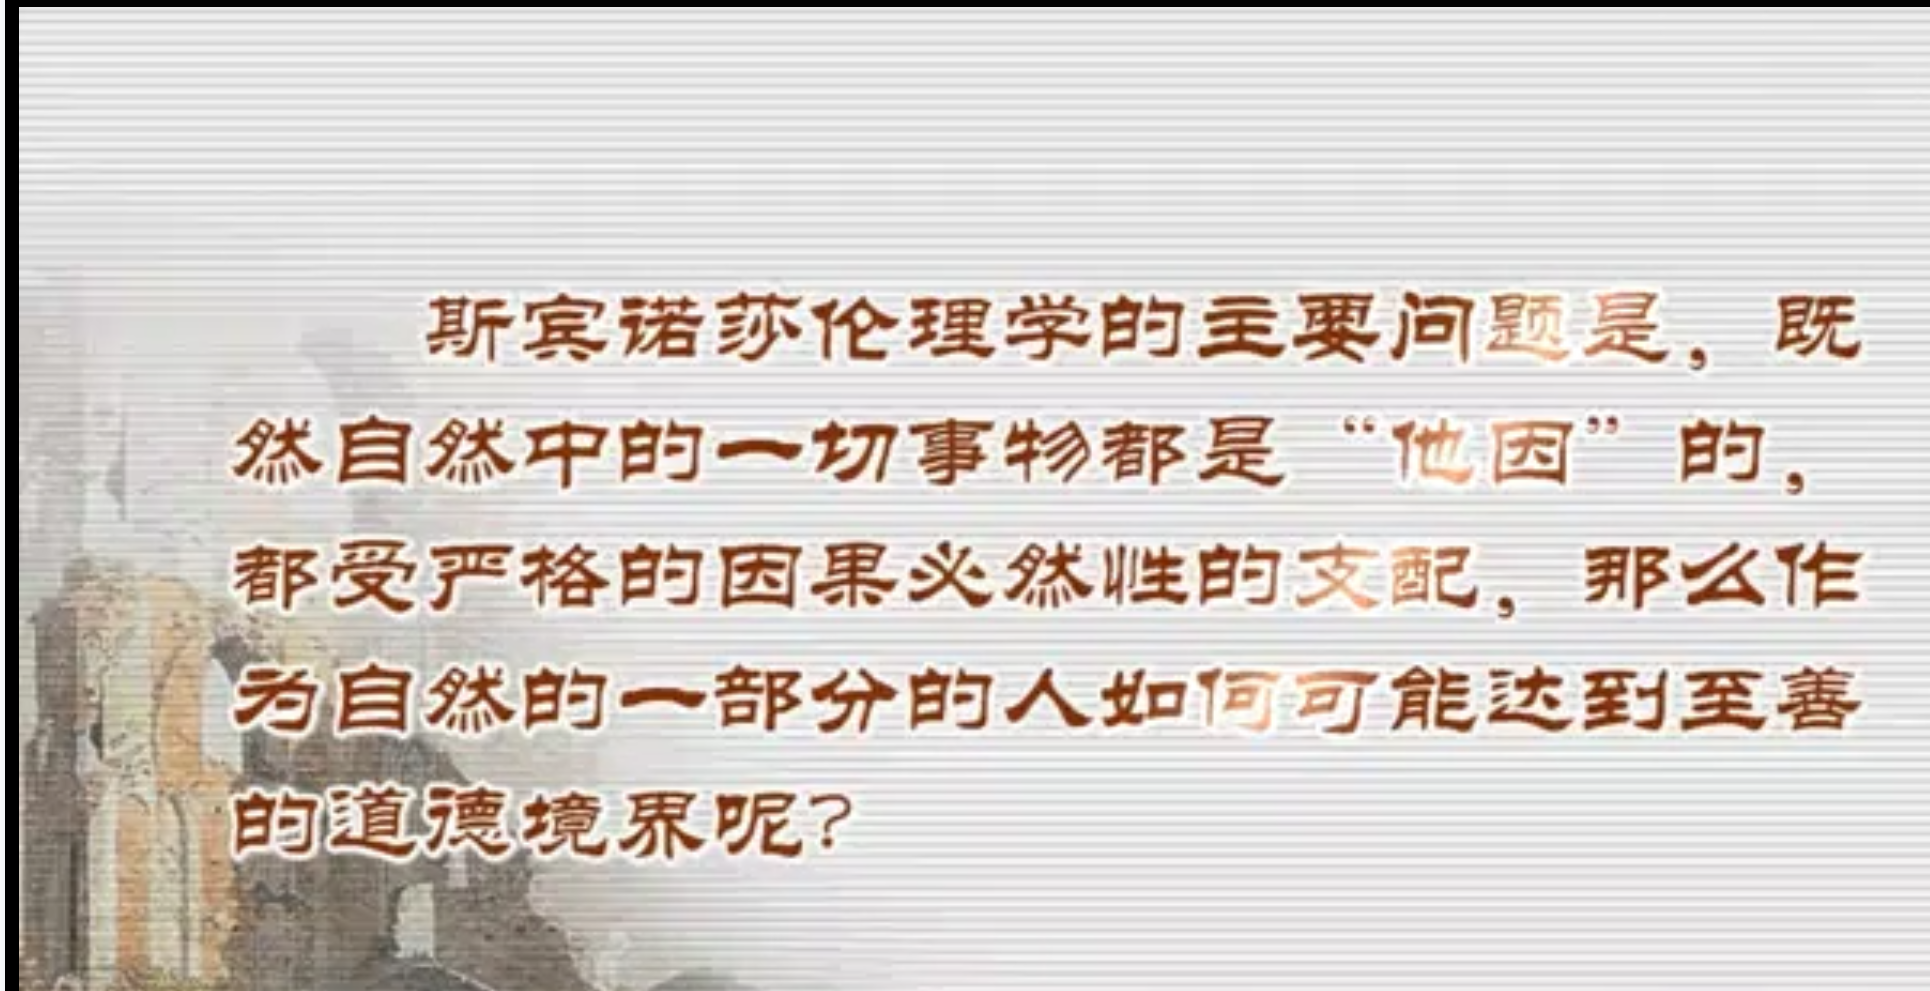 斯宾诺莎伦理学的主要问题是，既
然自然中的一切事物都是“他因”的，
都受严格的因果必然性的支配，那么作
为自然的一部分的人如何可能达到至善
的道德境界呢？